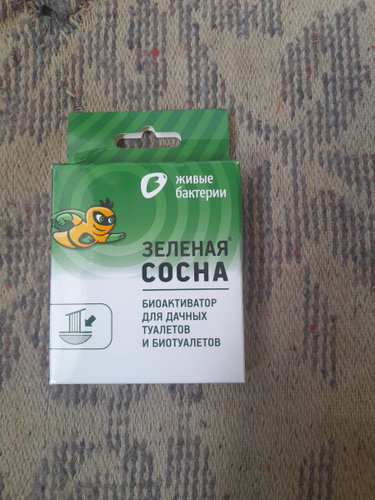 живые
бактерии
ЗЕЛЕНАЯ®
СОСНА
БИОАКТИВАТОР
ДЛЯ ДАЧНЫХ
ТУАЛЕТОВ
И БИОТУАЛЕТОВ